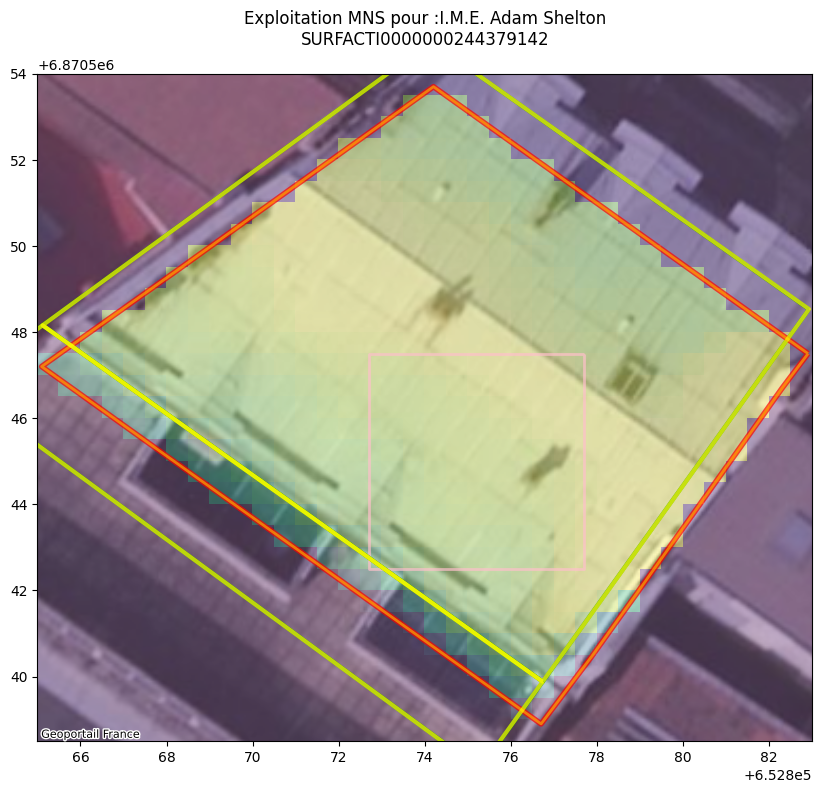 Exploitation MNS pour :I.M.E. Adam Shelton
SURFACTI0000000244379142
+6.8705e6
54
52
50
48
46
44
42
40
Geoportail France
66 68 70 72 74 76 78 80 82
+6.528e5